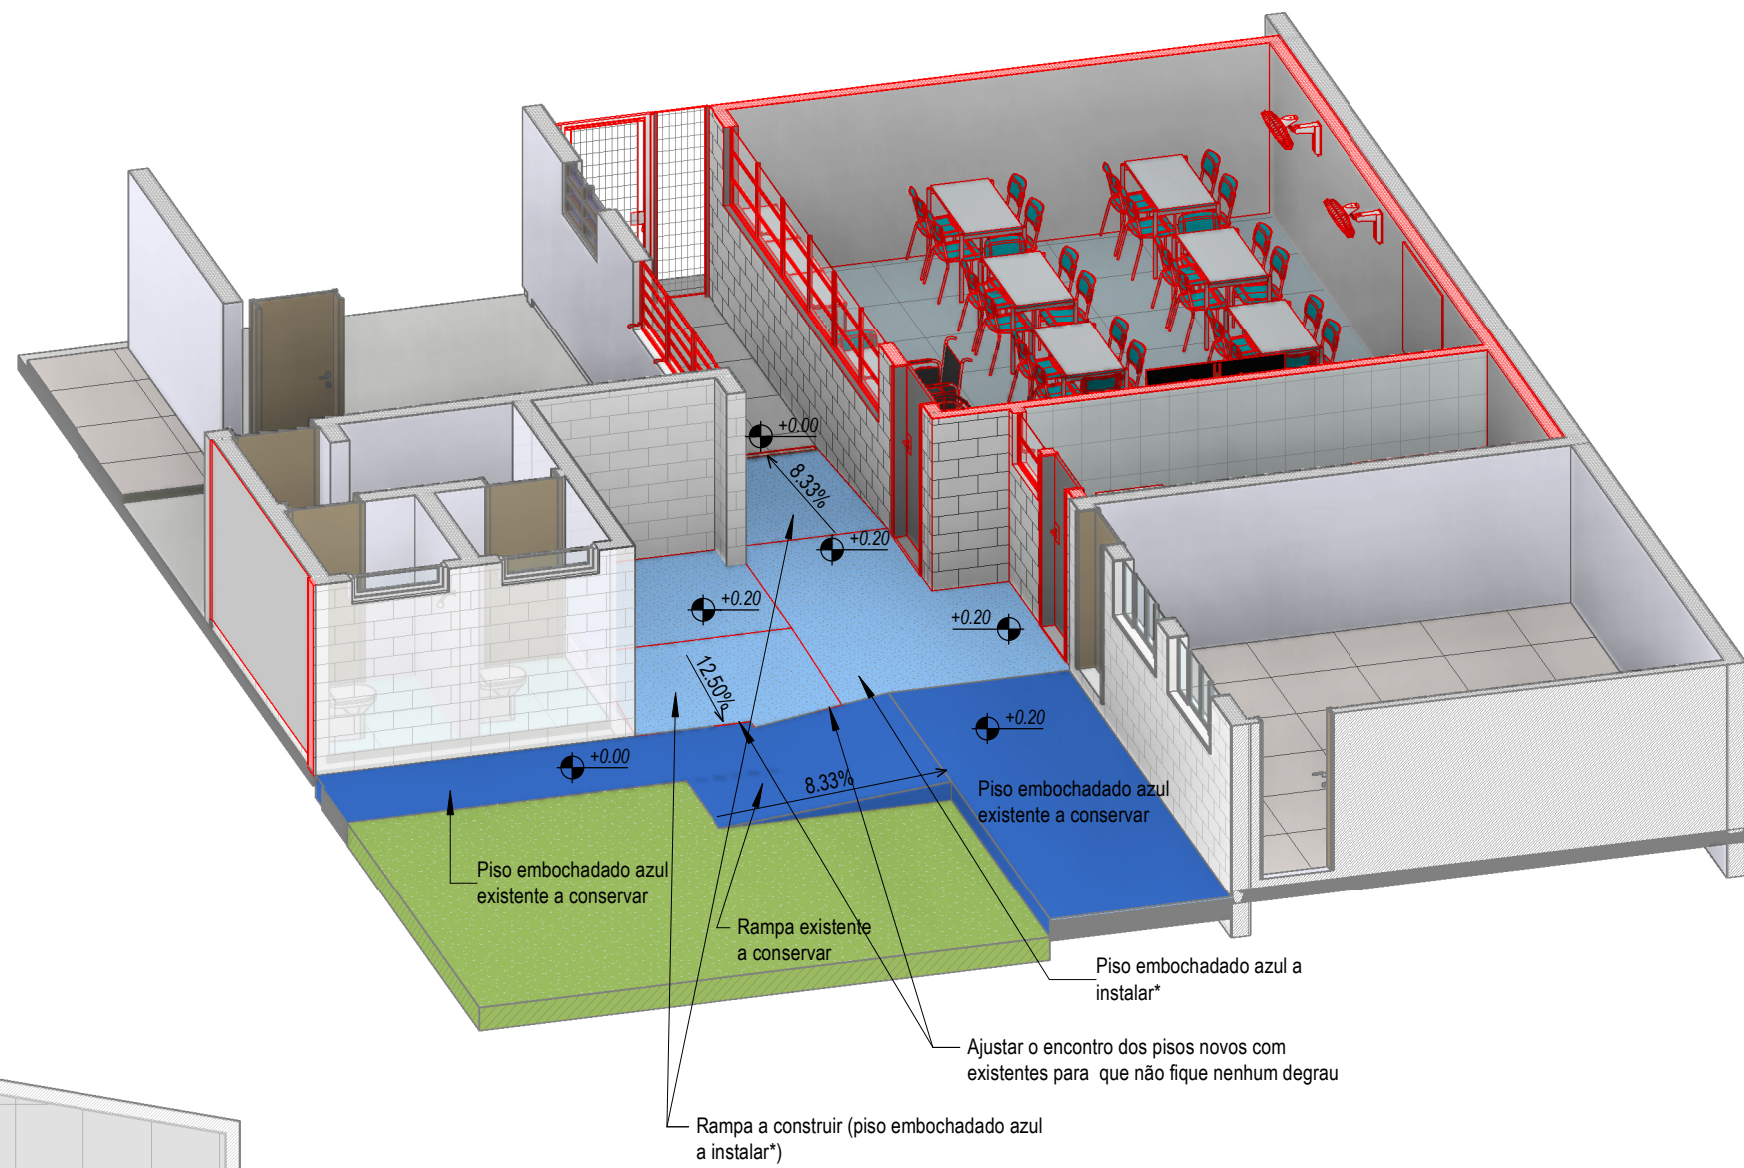 +0.00
8.33%
+0.20
+0.20
+0.20
12.50%
+0.20
+0.00
8.33%
Piso embochadado azul
existente a conservar
Piso embochadado azul
existente a conservar
Rampa existente
a conservar
Piso embochadado azul a
instalar*
Ajustar o encontro dos pisos novos com
existentes para que não fique nenhum degrau
Rampa a construir (piso embochadado azul
a instalar*)